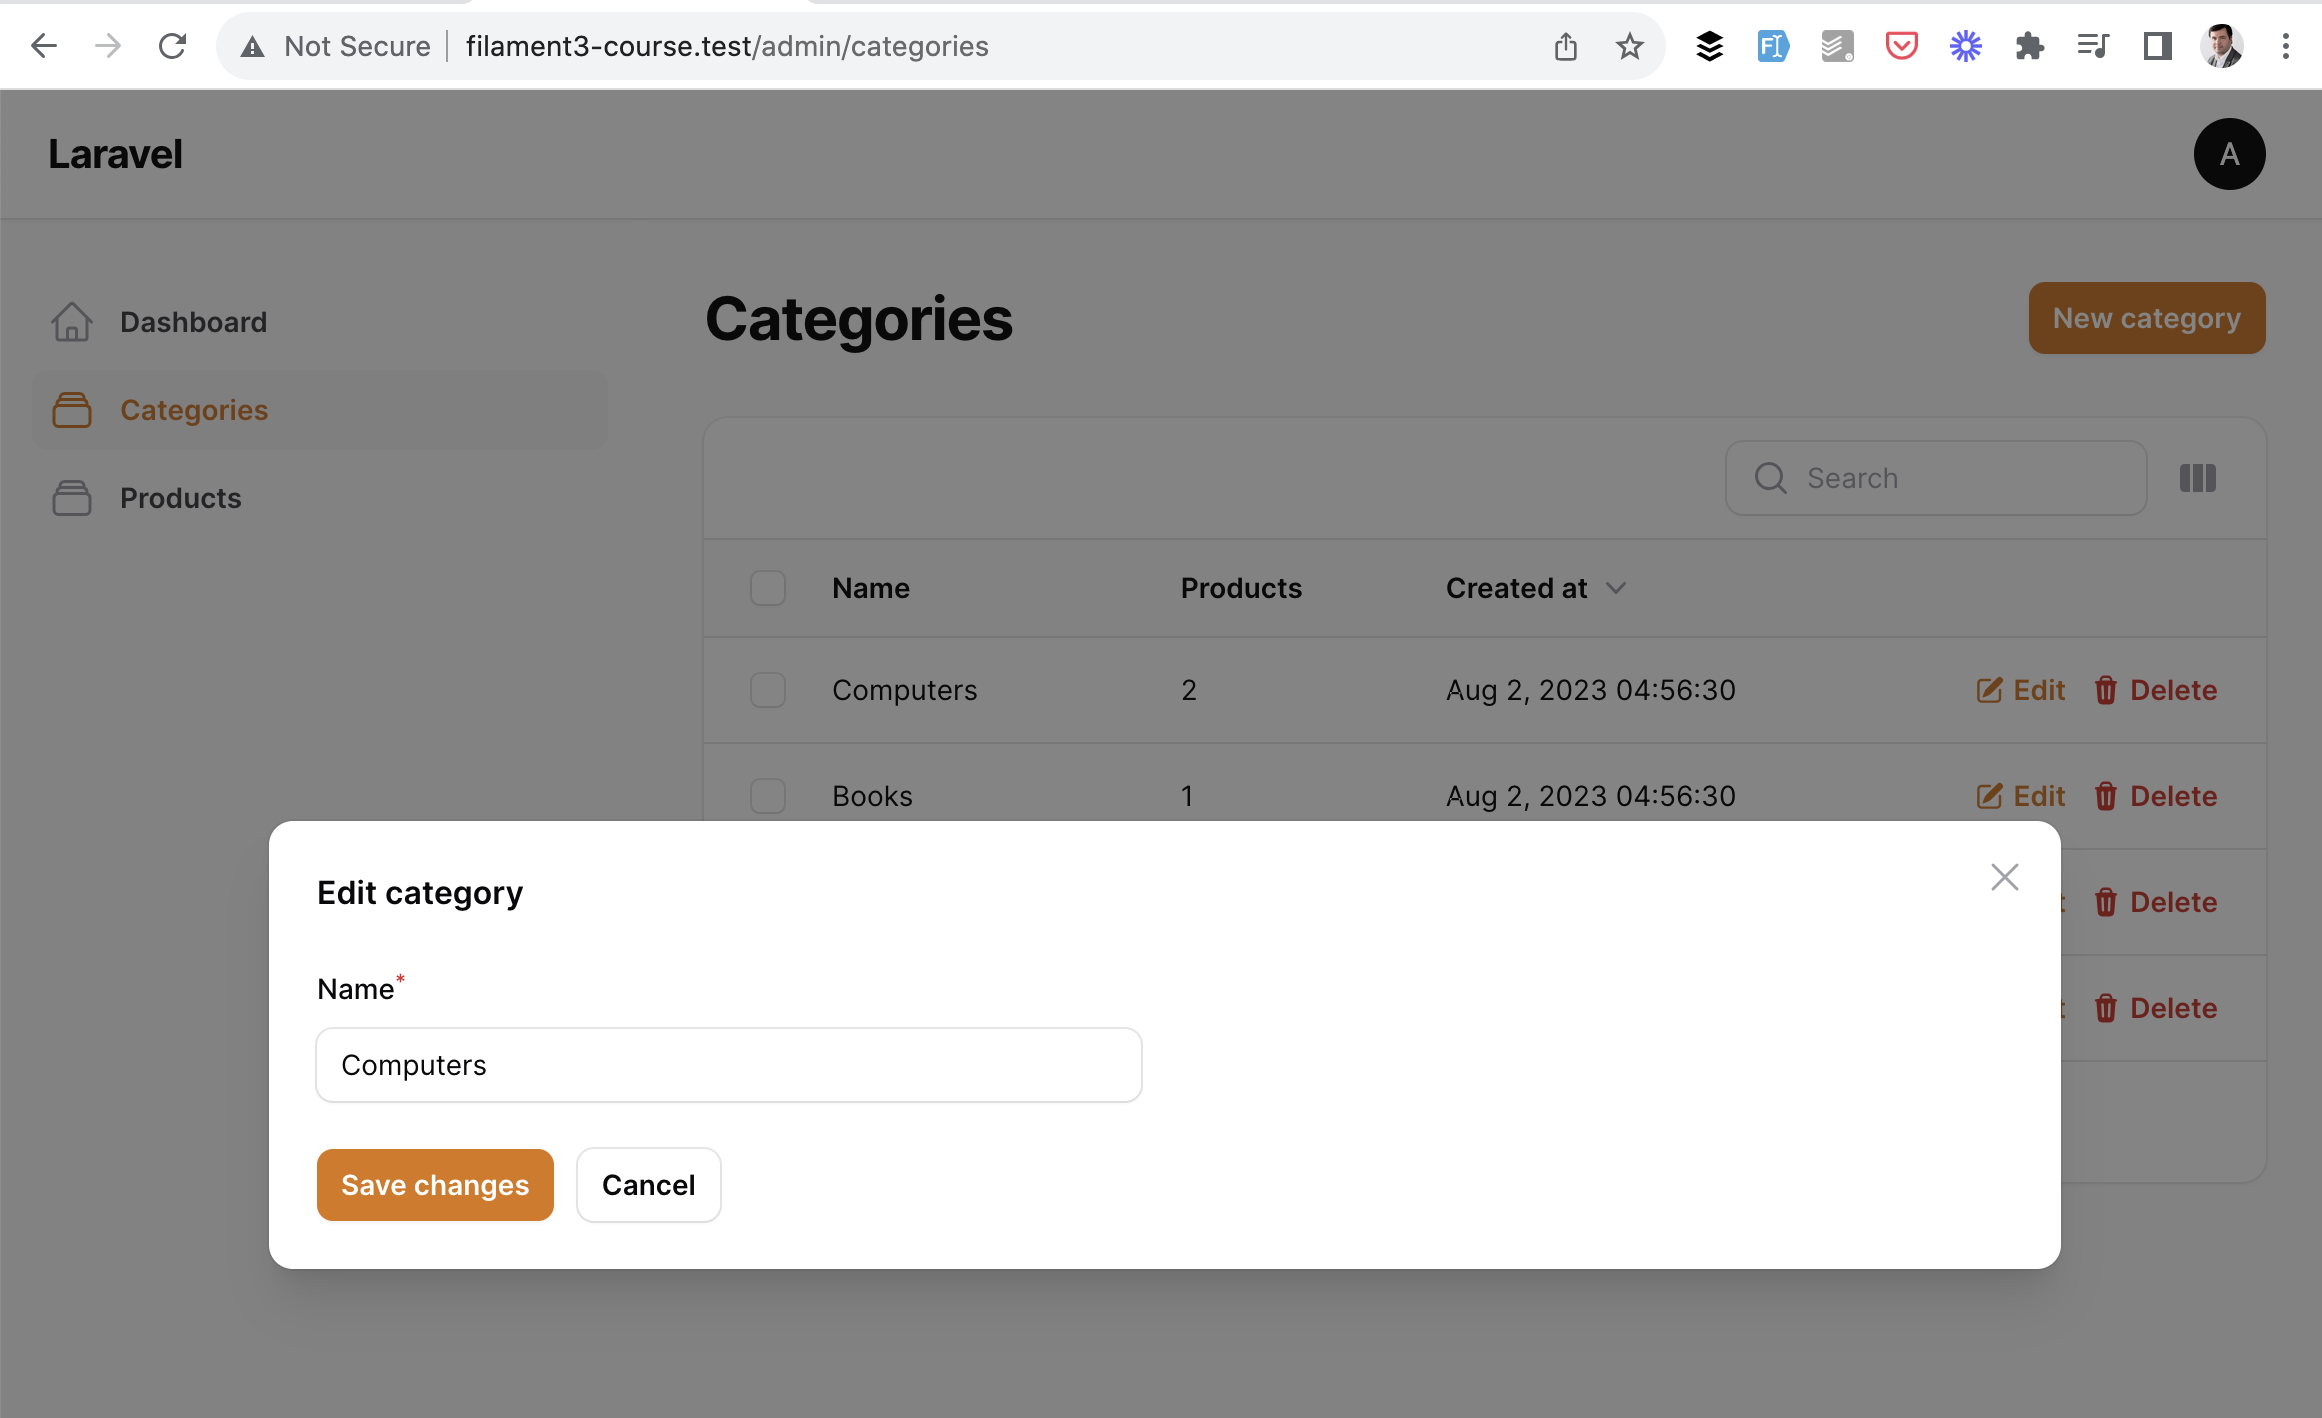 Not Secure filament3-course.test/admin/categories
Laravel
A
Dashboard
Categories
Products
Categories
New category
Search
Name Products Created at
Computers 2 Aug 2, 2023 04:56:30 Edit Delete
Books 1 Aug 2, 2023 04:56:30 Edit Delete
Delete
Delete
Edit category
Name*
Computers
Save changes Cancel